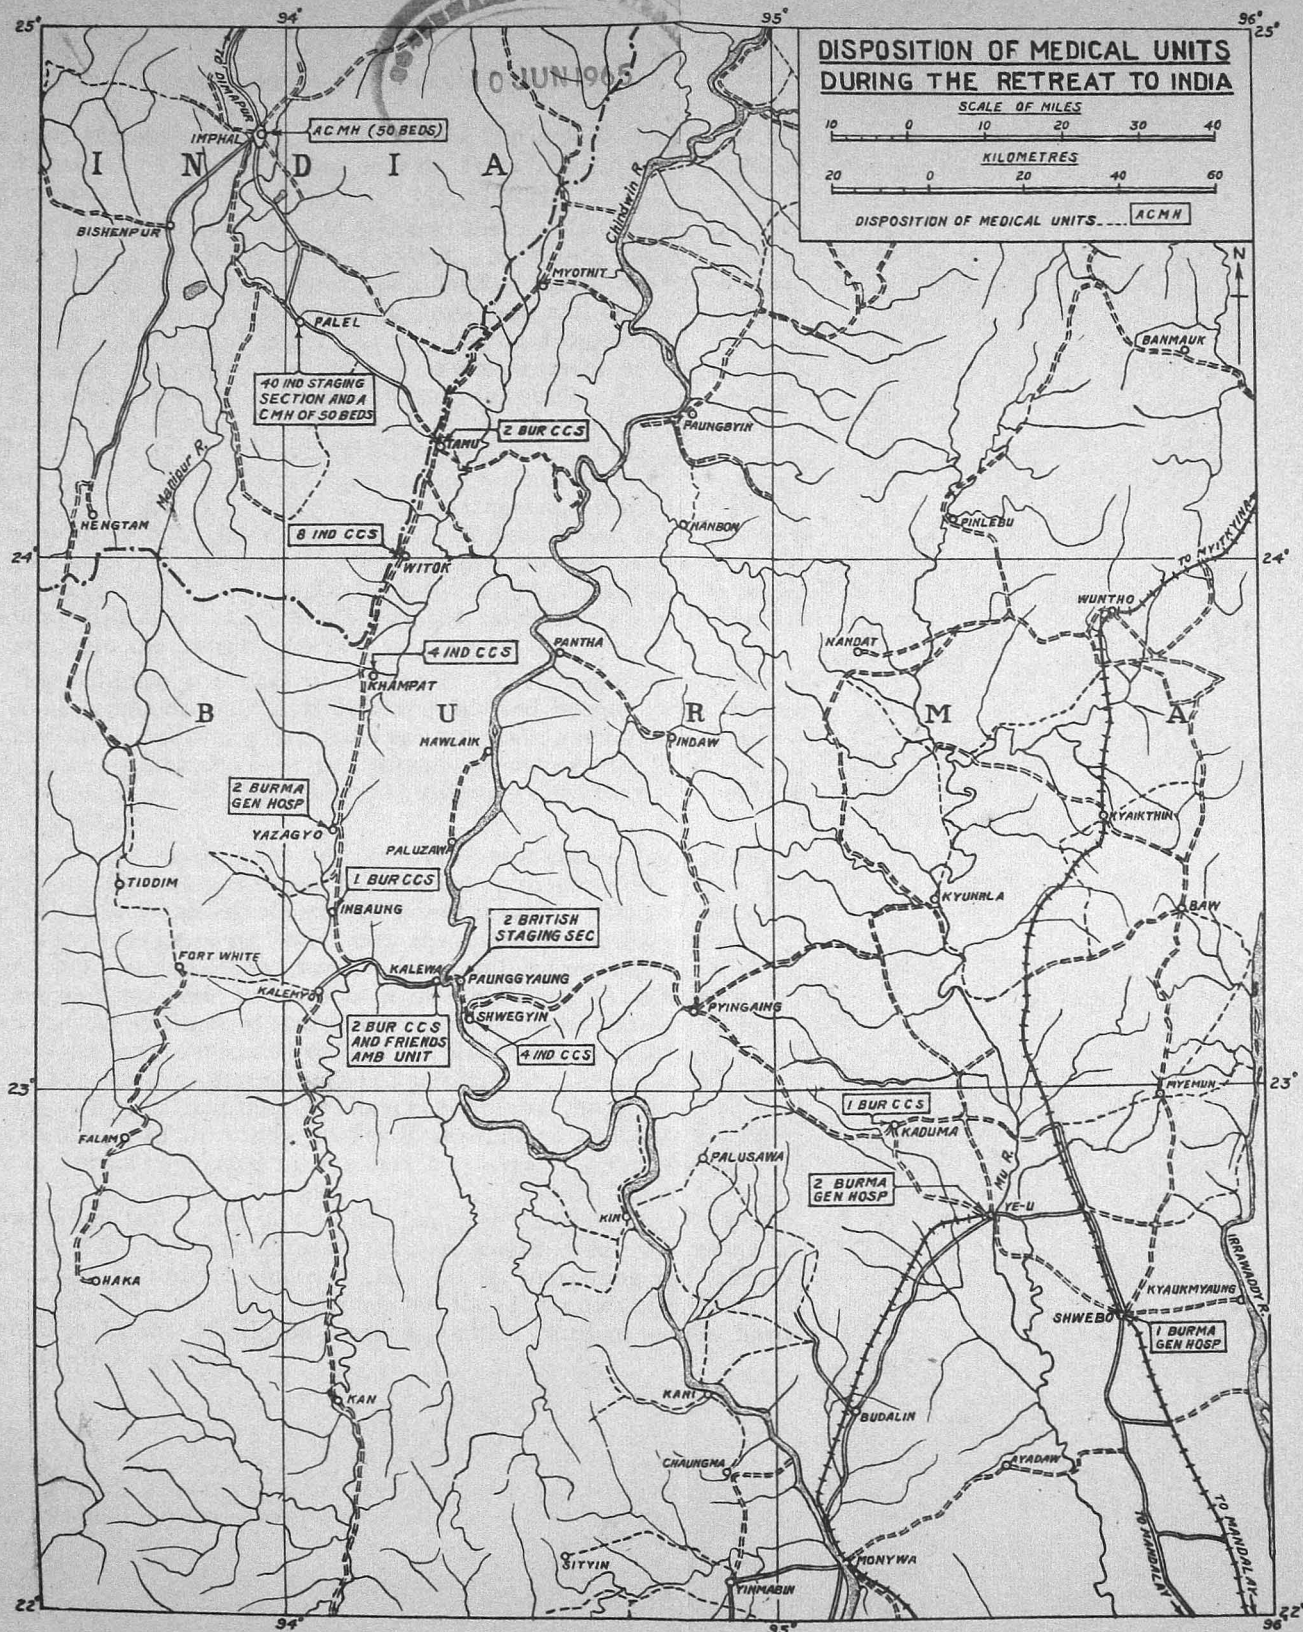 25°
94°
95°
96°
25°
10 JUN 1965
DISPOSITION OF MEDICAL UNITS
DURING THE RETREAT TO INDIA
SCALE OF MILES
10 0 10 20 30 40
KILOMETRES
20 0 20 40 60
DISPOSITION OF MEDICAL UNITS
ACMH
N
TO DIMAPUR
IMPHAL
ACMH (50 BEDS)
I N D I A
Chindwin R.
BISHENPUR
MYOTHIT
PALEL
BANMAUK
40 IND STAGING
SECTION AND A
CMH OF 50 BEDS
PAUNGBYIN
2 BUR CCS
TAMU
Manipur R.
HENGTAM
NANBON
PINLEBU
8 IND CCS
WITOK
TO MYITKYINA
24°
24°
WUNTHO
PANTHA
NANDAT
4 IND CCS
KHAMPAT
B U R M A
MAWLAIK
INDAW
2 BURMA
GEN HOSP
YAZAGYO
KYAIKTHIN
PALUZAWA
TIDDIM
1 BUR CCS
INBAUNG
KYUNHLA
BAW
2 BRITISH
STAGING SEC
FORT WHITE
KALEWA
PAUNGGYAUNG
KALEMYO
SHWEGYIN
PYINGAING
2 BUR CCS
AND FRIENDS
AMB UNIT
4 IND CCS
23°
23°
MYEMUN
1 BUR CCS
KADUMA
FALAM
PALUSAWA
MU R.
2 BURMA
GEN HOSP
YE-U
KIN
HAKA
IRRAWADDY R.
KYAUKMYAUNG
SHWEBO
1 BURMA
GEN HOSP
KAN
KANI
BUDALIN
CHAUNGMA
AYADAW
TO MANDALAY
TO MANDALAY
SITYIN
MONYWA
YINMABIN
22°
94°
95°
96°
22°